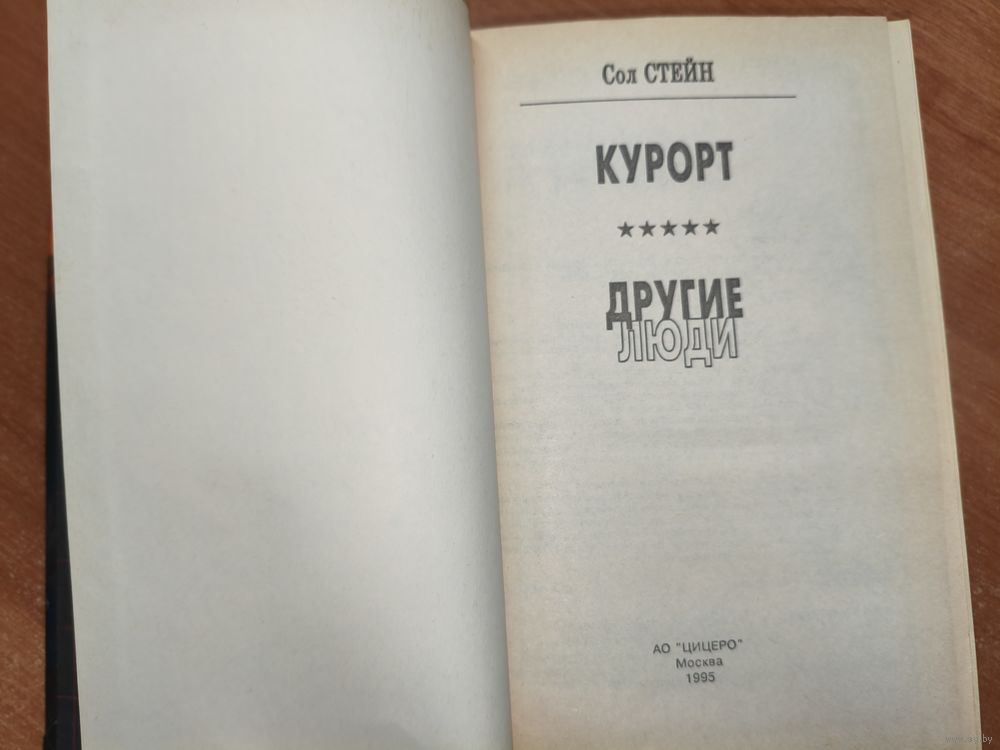 Сол СТЕЙН
КУРОРТ
★★★★★
ДРУГИЕ
ЛЮДИ
АО "ЦИЦЕРО"
Москва
1995